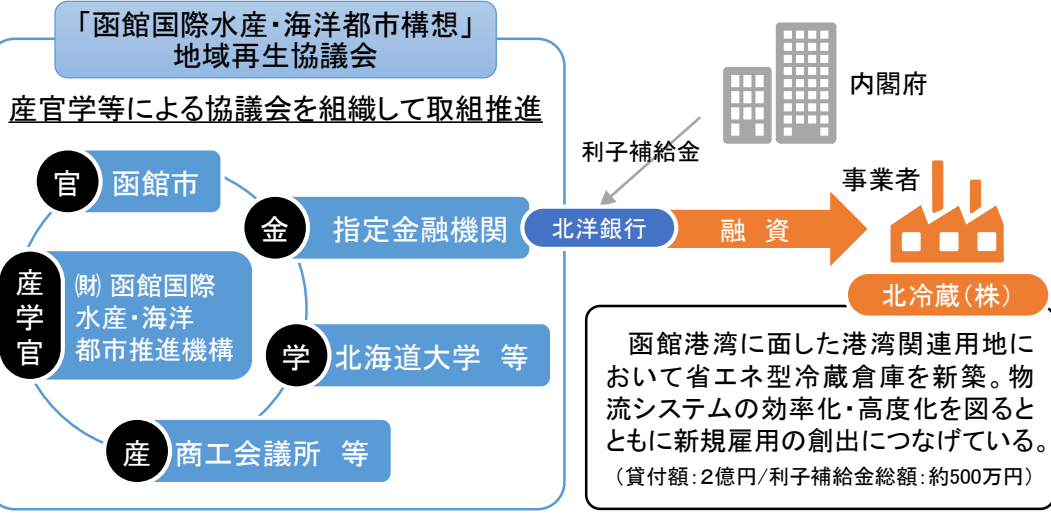 「函館国際水産・海洋都市構想」
地域再生協議会
産官学等による協議会を組織して取組推進
官 函館市
金 指定金融機関
産学官
㈶ 函館国際
水産・海洋
都市推進機構
学 北海道大学 等
産 商工会議所 等
内閣府
利子補給金
北洋銀行
融 資
事業者
北冷蔵(株)
函館港湾に面した港湾関連用地に
おいて省エネ型冷蔵倉庫を新築。物
流システムの効率化・高度化を図ると
ともに新規雇用の創出につなげている。
(貸付額:2億円/利子補給金総額:約500万円)